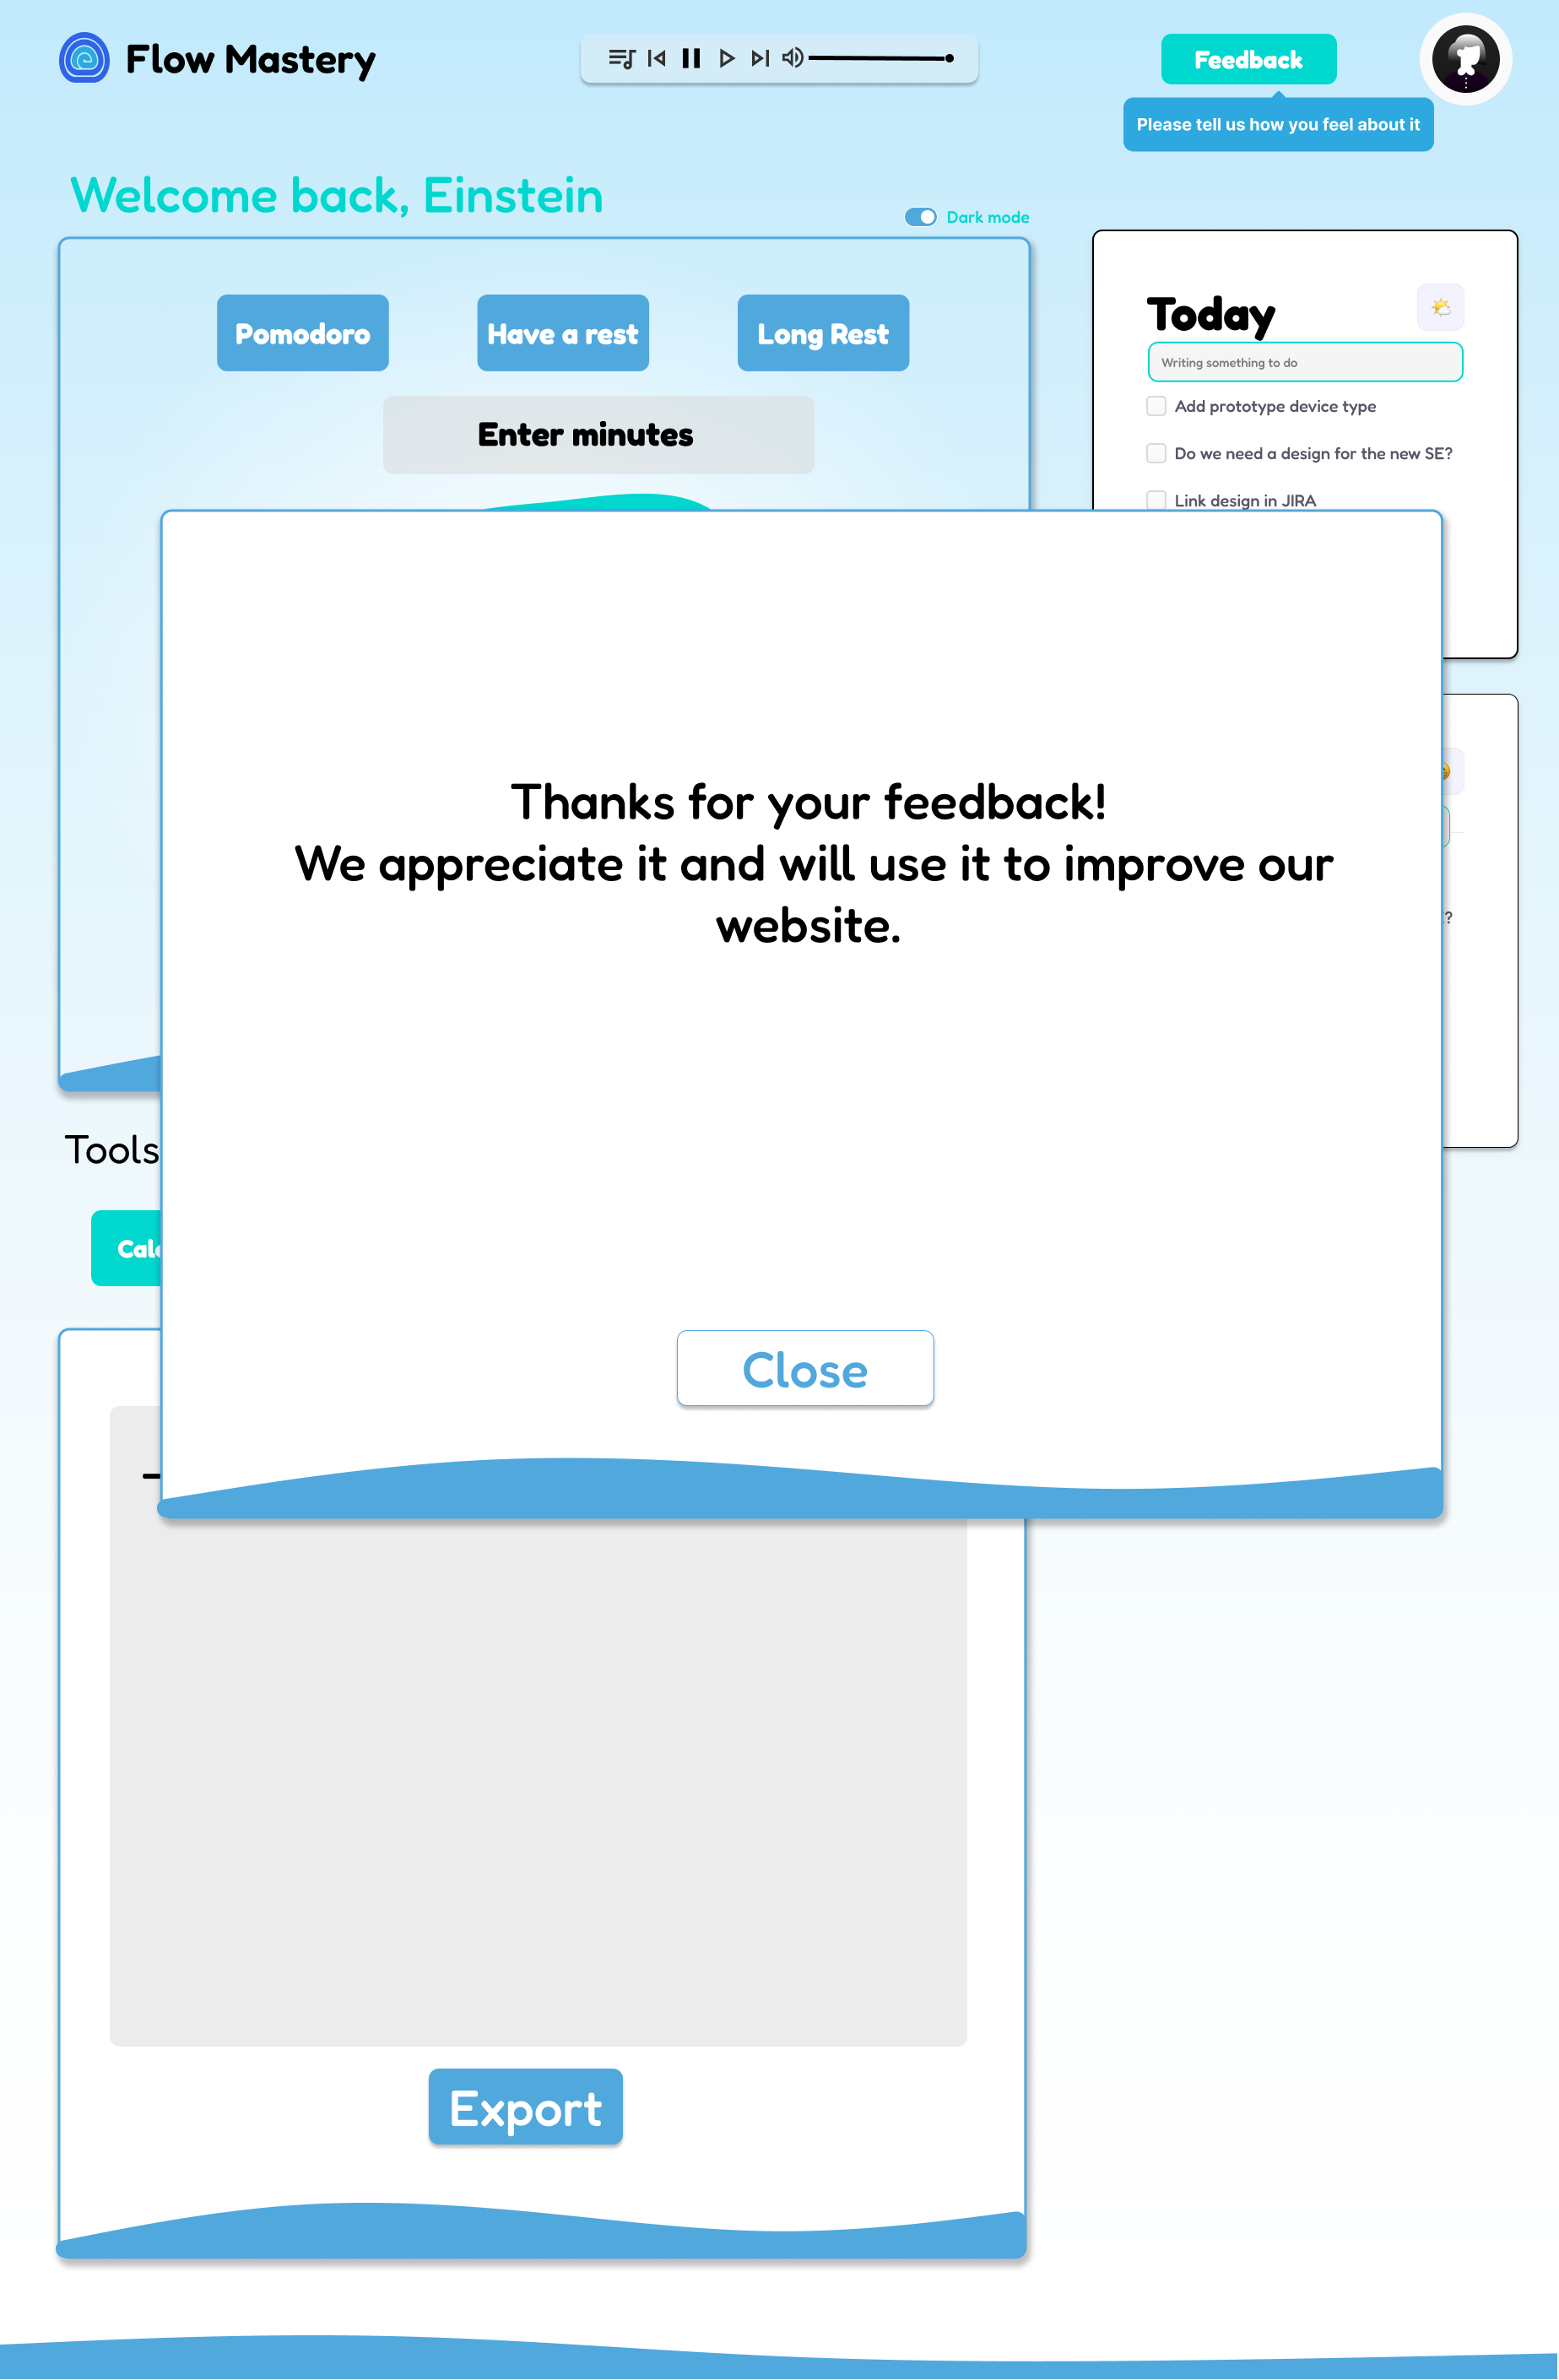 Flow Mastery
Feedback
Please tell us how you feel about it
Welcome back, Einstein
Dark mode
Pomodoro
Have a rest
Long Rest
Enter minutes
Today
Writing something to do
Add prototype device type
Do we need a design for the new SE?
Link design in JIRA
Thanks for your feedback!
We appreciate it and will use it to improve our
website.
?
Tools
Close
Export